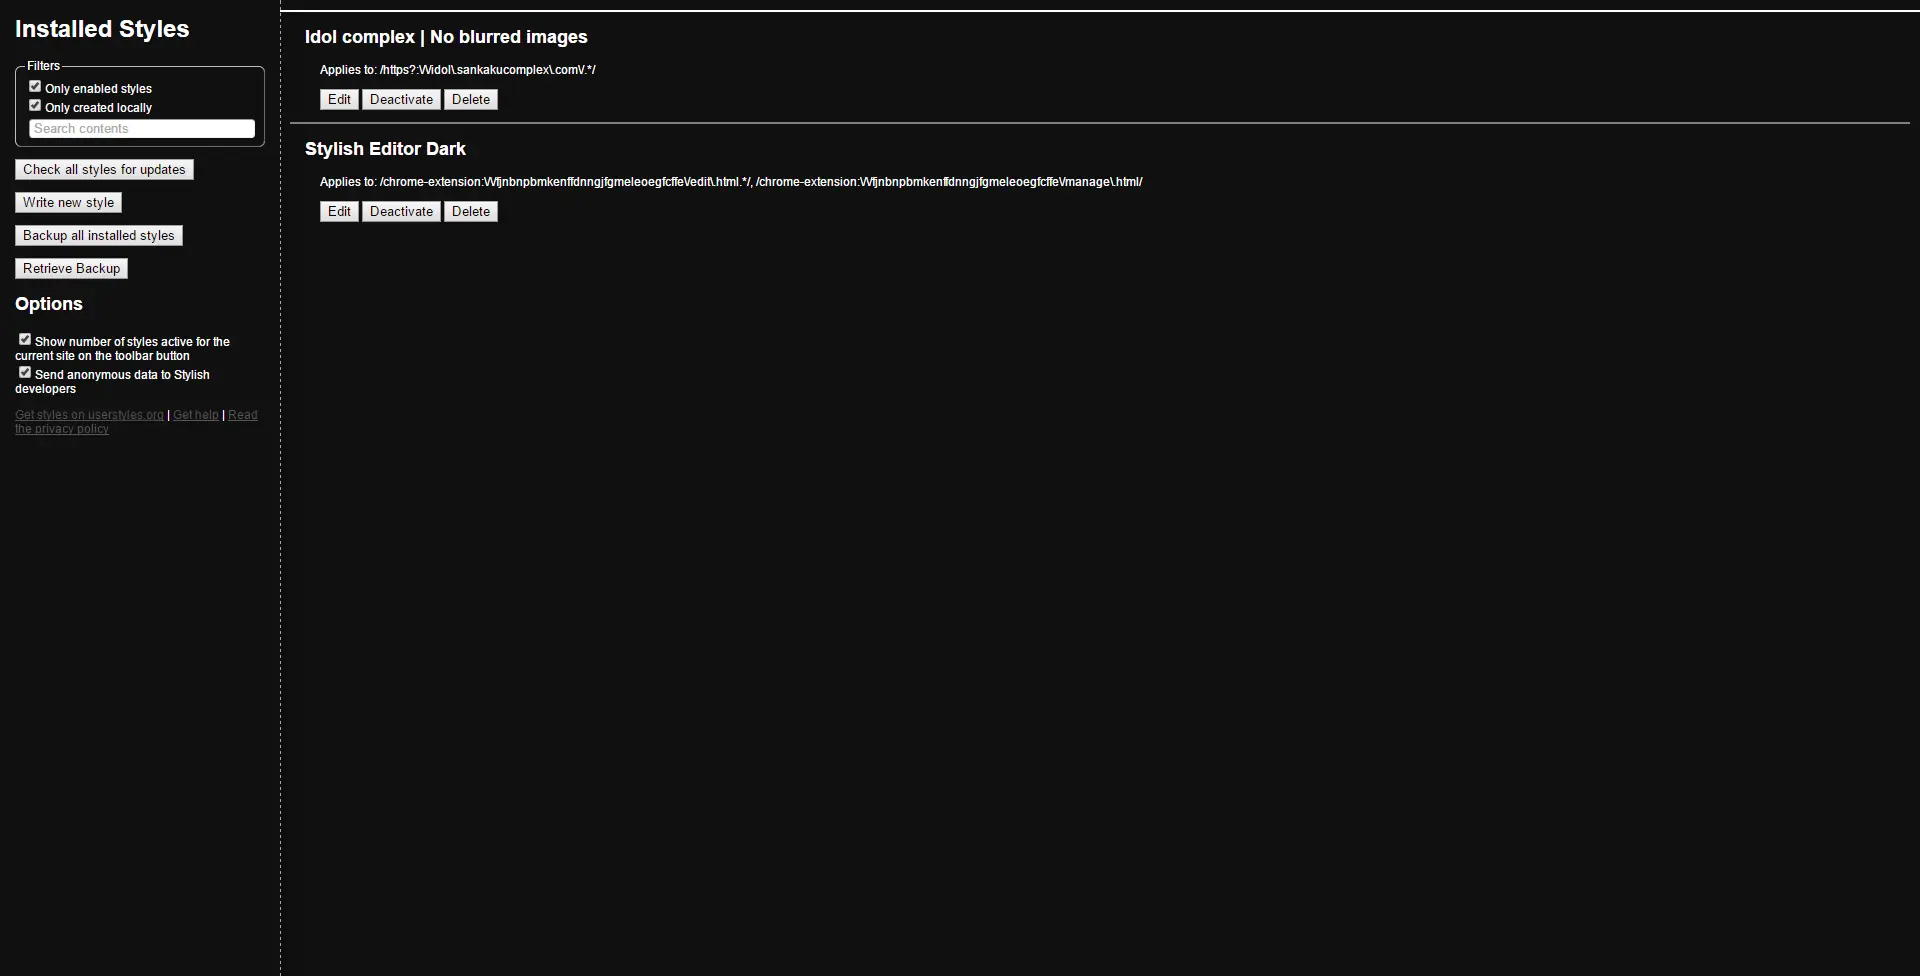 Installed Styles
Filters
Only enabled styles
Only created locally
Search contents
Check all styles for updates
Write new style
Backup all installed styles
Retrieve Backup
Options
Show number of styles active for the
current site on the toolbar button
Send anonymous data to Stylish
developers
Get styles on userstyles.org | Get help | Read
the privacy policy
Idol complex | No blurred images
Applies to: /https?:\/\/idol\.sankakucomplex\.com\/.*/
Edit Deactivate Delete
Stylish Editor Dark
Applies to: /chrome-extension:\/\/fjnbnpbmkenffdnngjfgmeleoegfcffe\/edit\.html.*/, /chrome-extension:\/\/fjnbnpbmkenffdnngjfgmeleoegfcffe\/manage\.html/
Edit Deactivate Delete